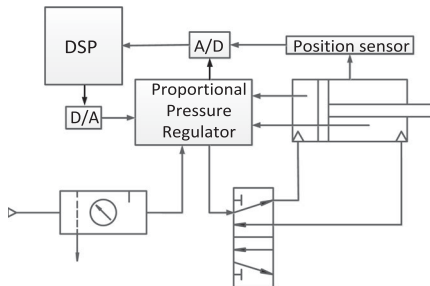 DSP
A/D
Position sensor
D/A
Proportional
Pressure
Regulator